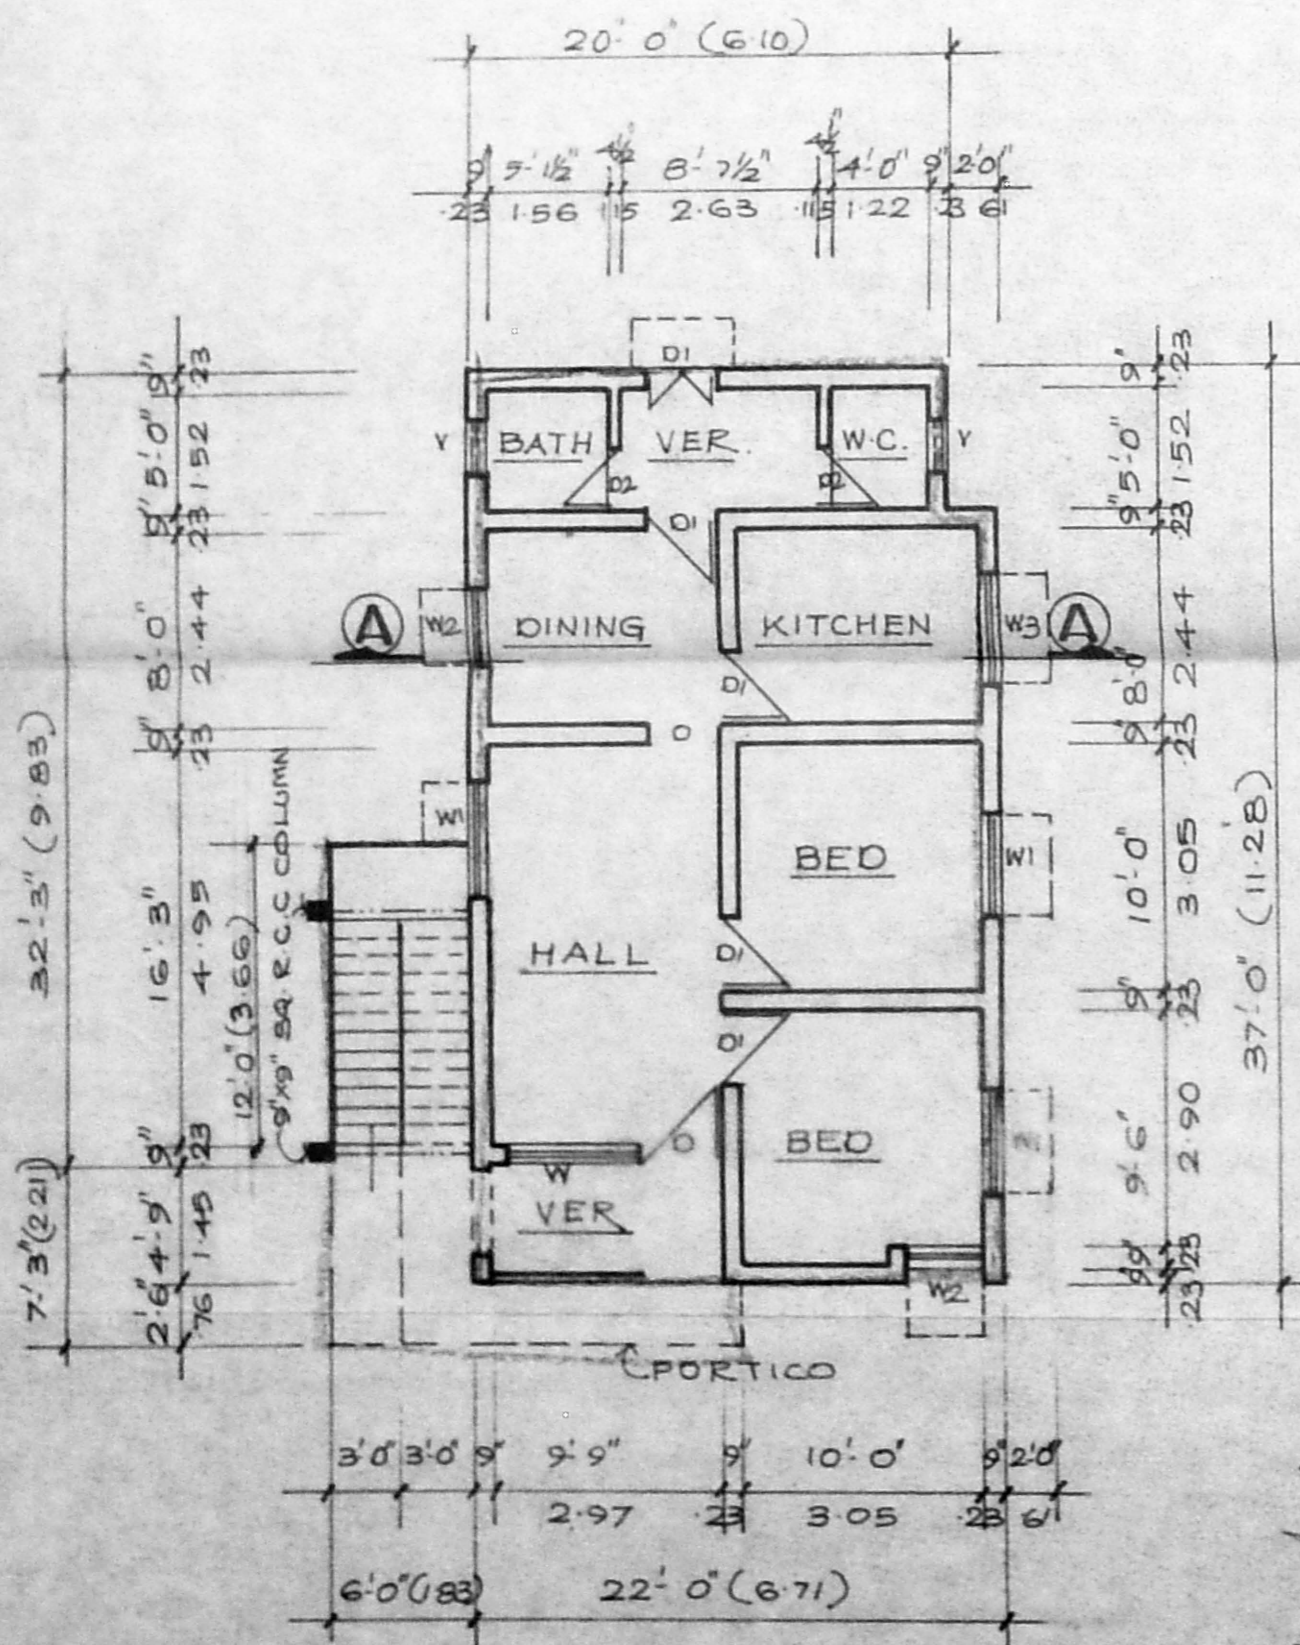 20'-0" (6.10)
9" 5'-1½" 4½" 8'-7½" 4½" 4'-0" 9" 2'-0"
.23 1.56 .115 2.63 .115 1.22 .23 61
D1
V BATH VER. W.C. V
D2 D2
D1
A W2 DINING KITCHEN W3 A
D1
D
W1
BED W1
HALL D1
D1
D BED
W
VER
W2
PORTICO
32'-3" (9.83)
7'-3" (2.21)
9" 5'-0" 9" 8'-0" 9" 16'-3" 9" 4'-9" 2'-6"
.23 1.52 .23 2.44 .23 4.95 .23 1.45 .76
12'-0" (3.66)
9"x9" SQ. R.C.C COLUMN
9" 5'-0" 9" 8'-0" 9" 10'-0" 9" 9'-6" 9" 9"
.23 1.52 .23 2.44 .23 3.05 .23 2.90 .23 .23
37'-0" (11.28)
3'-0" 3'-0" 9" 9'-9" 9" 10'-0" 9" 2'-0"
2.97 .23 3.05 .23 61
6'-0" (1.83) 22'-0" (6.71)